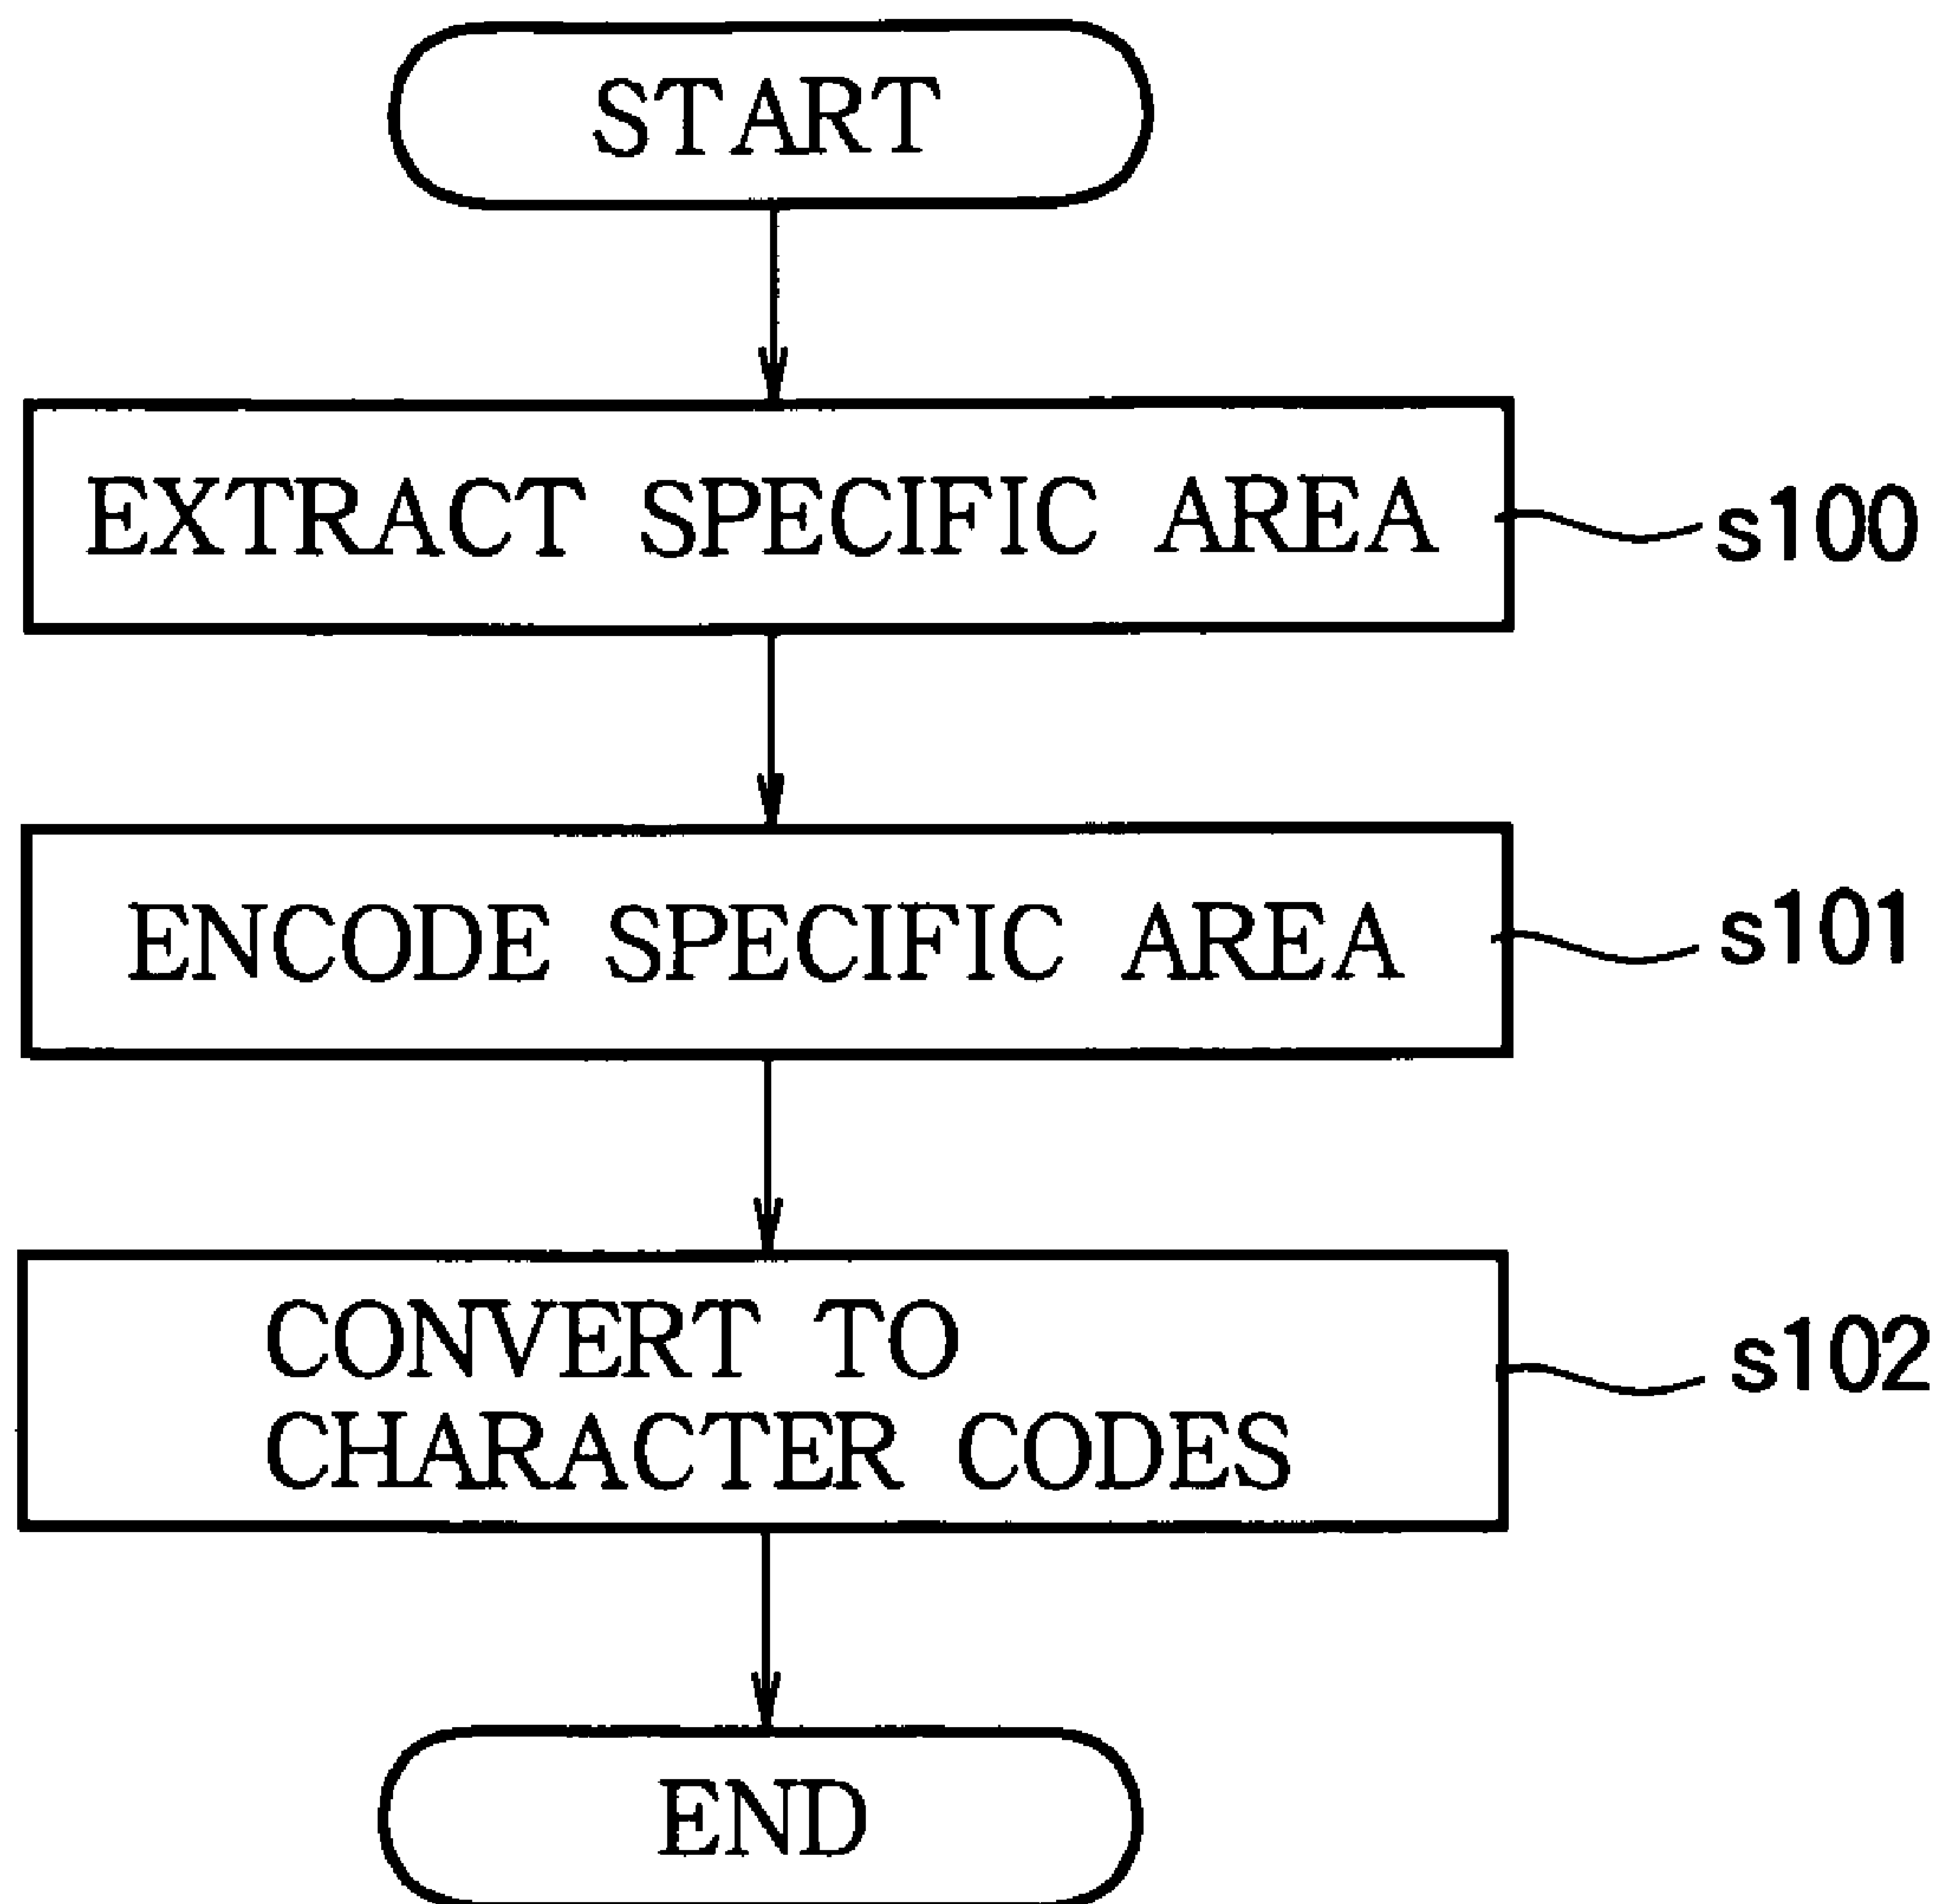 START
EXTRACT SPECIFIC AREA
s100
ENCODE SPECIFIC AREA
s101
CONVERT TO
CHARACTER CODES
s102
END